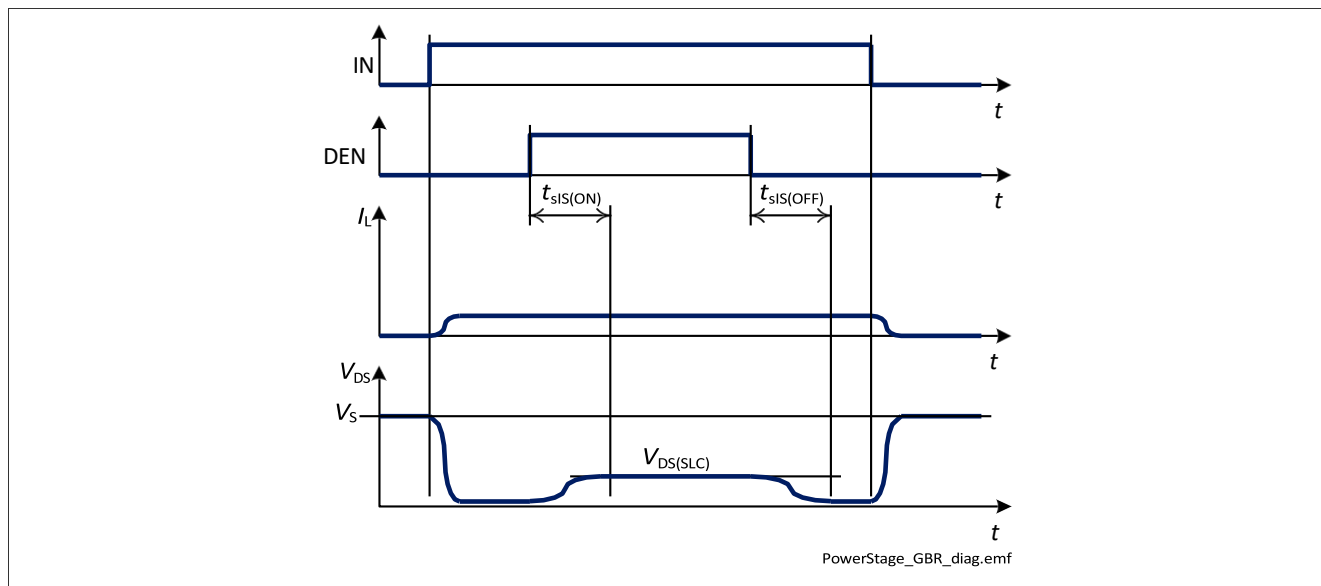 IN
t
DEN
t
tsIS(ON)
tsIS(OFF)
IL
t
VDS
VS
VDS(SLC)
t
PowerStage_GBR_diag.emf